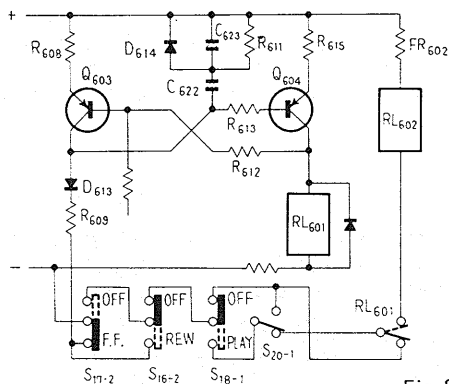 +
R608
D614
C623
R611
R615
FR602
Q603
C622
Q604
R613
RL602
R612
D613
R609
RL601
−
OFF
OFF
OFF
RL601
F.F.
REW
PLAY
S20-1
S17-2
S16-2
S18-1